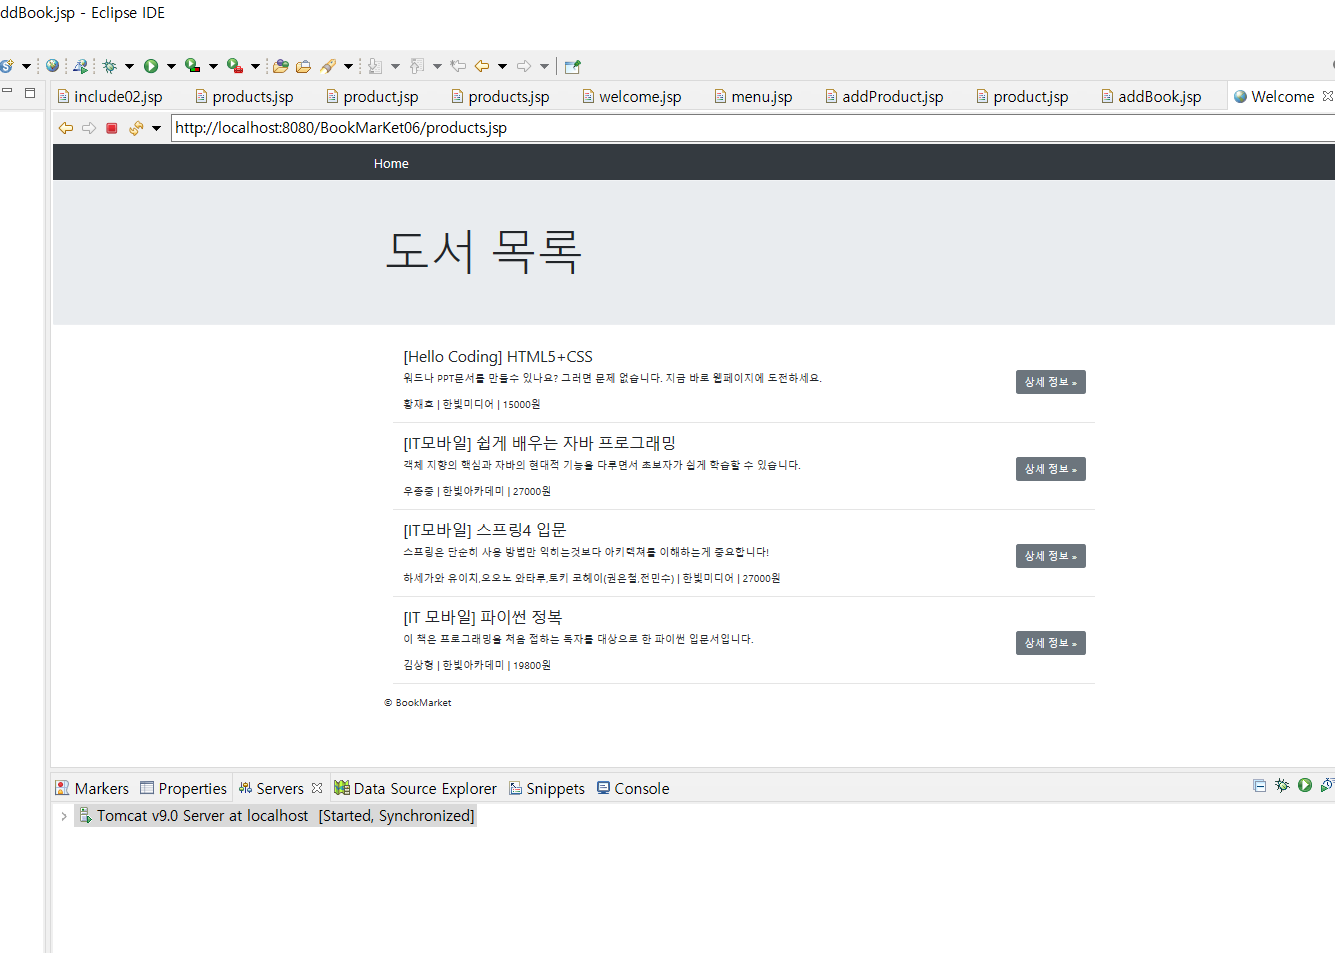 ddBook.jsp - Eclipse IDE
include02.jsp products.jsp product.jsp products.jsp welcome.jsp menu.jsp addProduct.jsp product.jsp addBook.jsp Welcome
http://localhost:8080/BookMarKet06/products.jsp
Home
도서 목록
[Hello Coding] HTML5+CSS
워드나 PPT문서를 만들수 있나요? 그러면 문제 없습니다. 지금 바로 웹페이지에 도전하세요.
상세 정보 »
황재호 | 한빛미디어 | 15000원
[IT모바일] 쉽게 배우는 자바 프로그래밍
객체 지향의 핵심과 자바의 현대적 기능을 다루면서 초보자가 쉽게 학습할 수 있습니다.
상세 정보 »
우종중 | 한빛아카데미 | 27000원
[IT모바일] 스프링4 입문
스프링은 단순히 사용 방법만 익히는것보다 아키텍쳐를 이해하는게 중요합니다!
상세 정보 »
하세가와 유이치,오오노 와타루,토키 코헤이(권은철,전민수) | 한빛미디어 | 27000원
[IT 모바일] 파이썬 정복
이 책은 프로그래밍을 처음 접하는 독자를 대상으로 한 파이썬 입문서입니다.
상세 정보 »
김상형 | 한빛아카데미 | 19800원
© BookMarket
Markers Properties Servers Data Source Explorer Snippets Console
Tomcat v9.0 Server at localhost [Started, Synchronized]